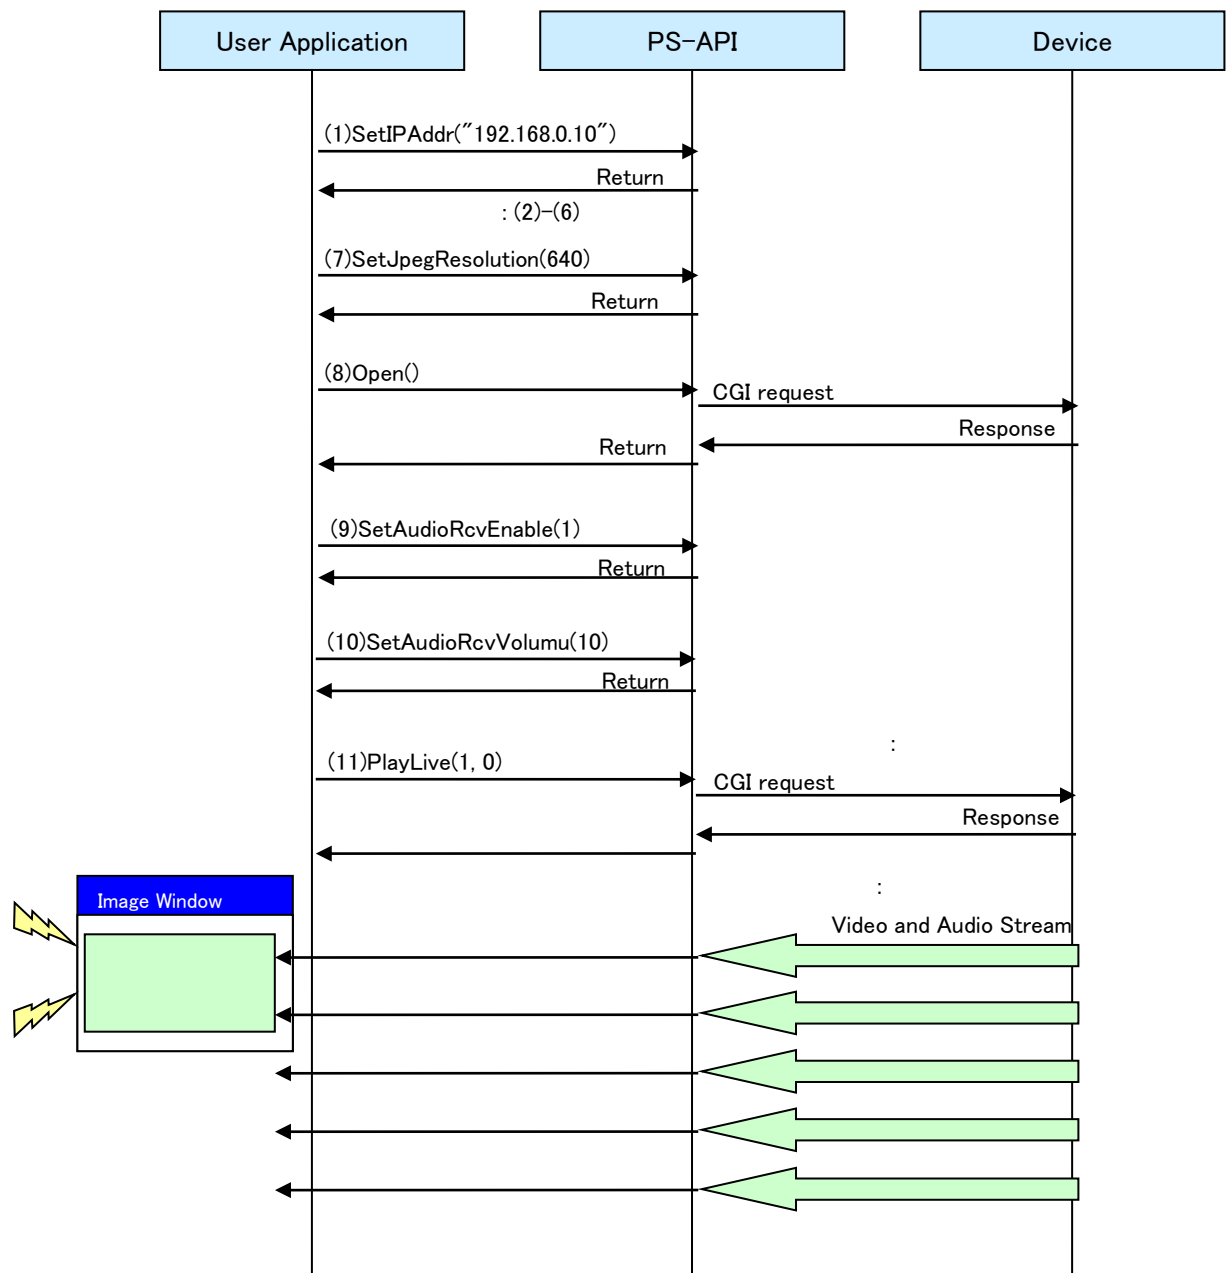 User Application
PS-API
Device
(1)SetIPAddr("192.168.0.10")
Return
: (2)-(6)
(7)SetJpegResolution(640)
Return
(8)Open()
CGI request
Response
Return
(9)SetAudioRcvEnable(1)
Return
(10)SetAudioRcvVolumu(10)
Return
:
(11)PlayLive(1, 0)
CGI request
Response
:
Image Window
Video and Audio Stream